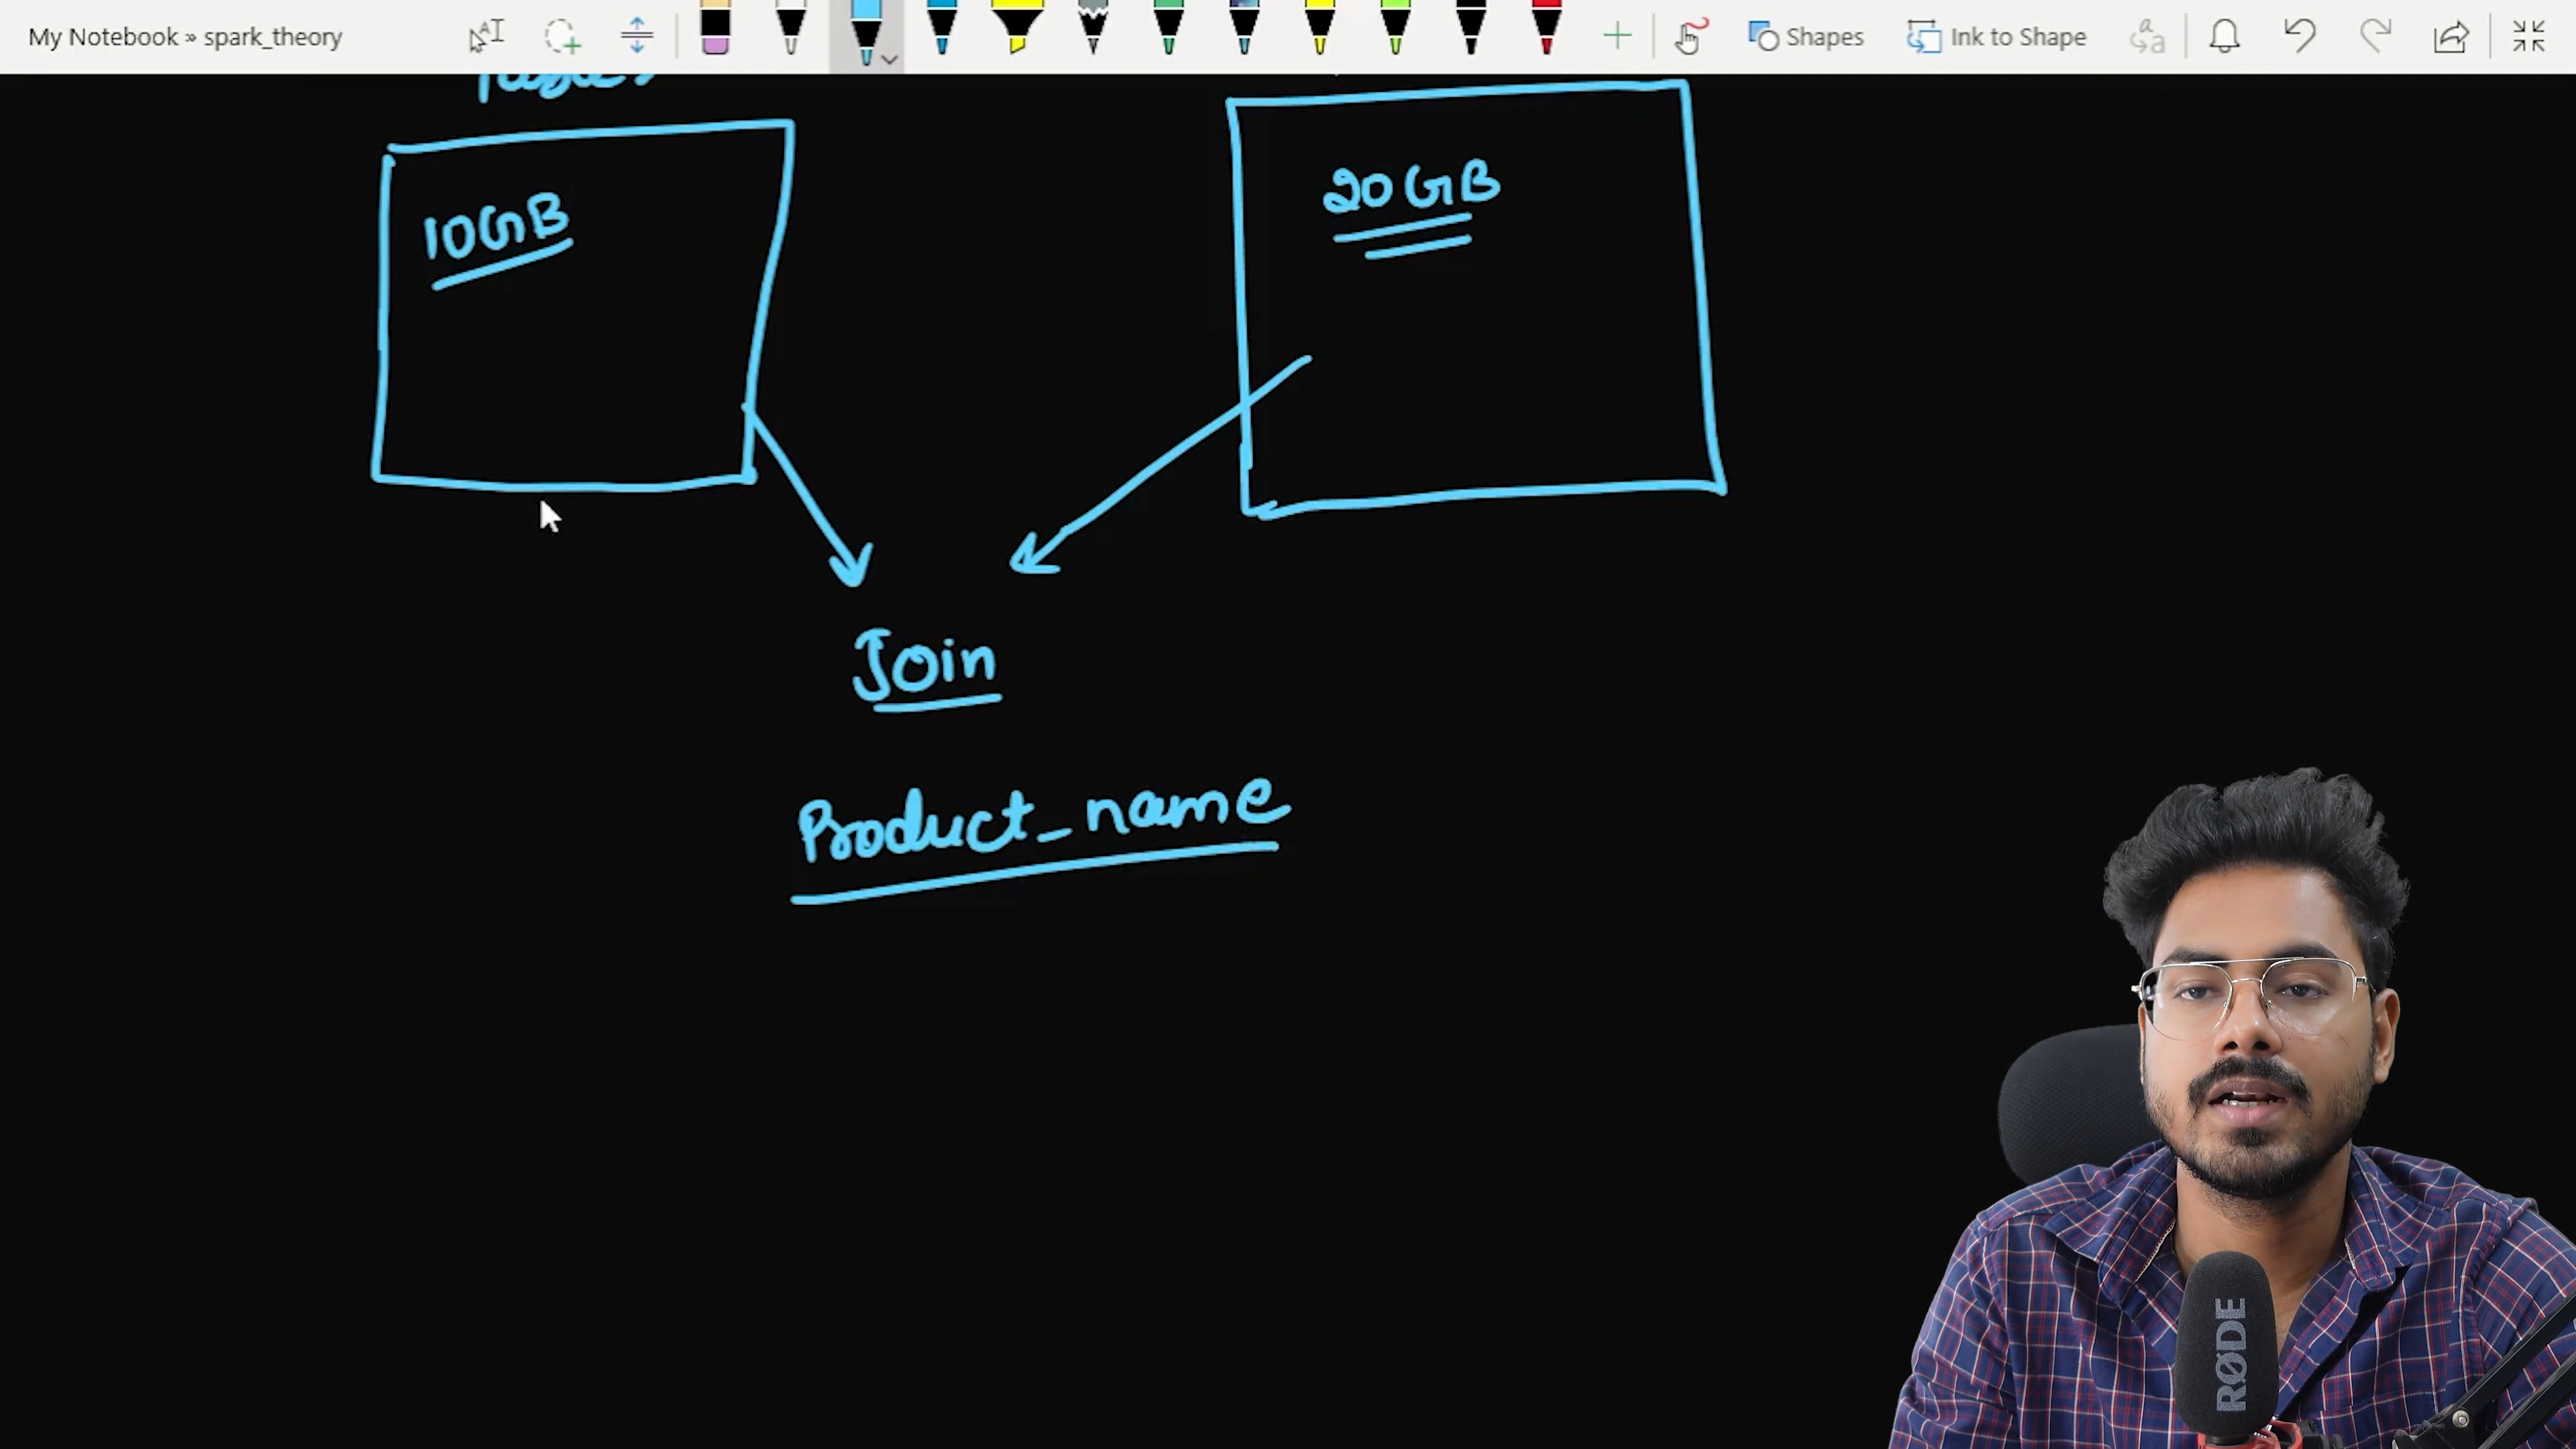 My Notebook » spark_theory
Shapes
Ink to Shape
10GB
20GB
Join
Product_name
RØDE